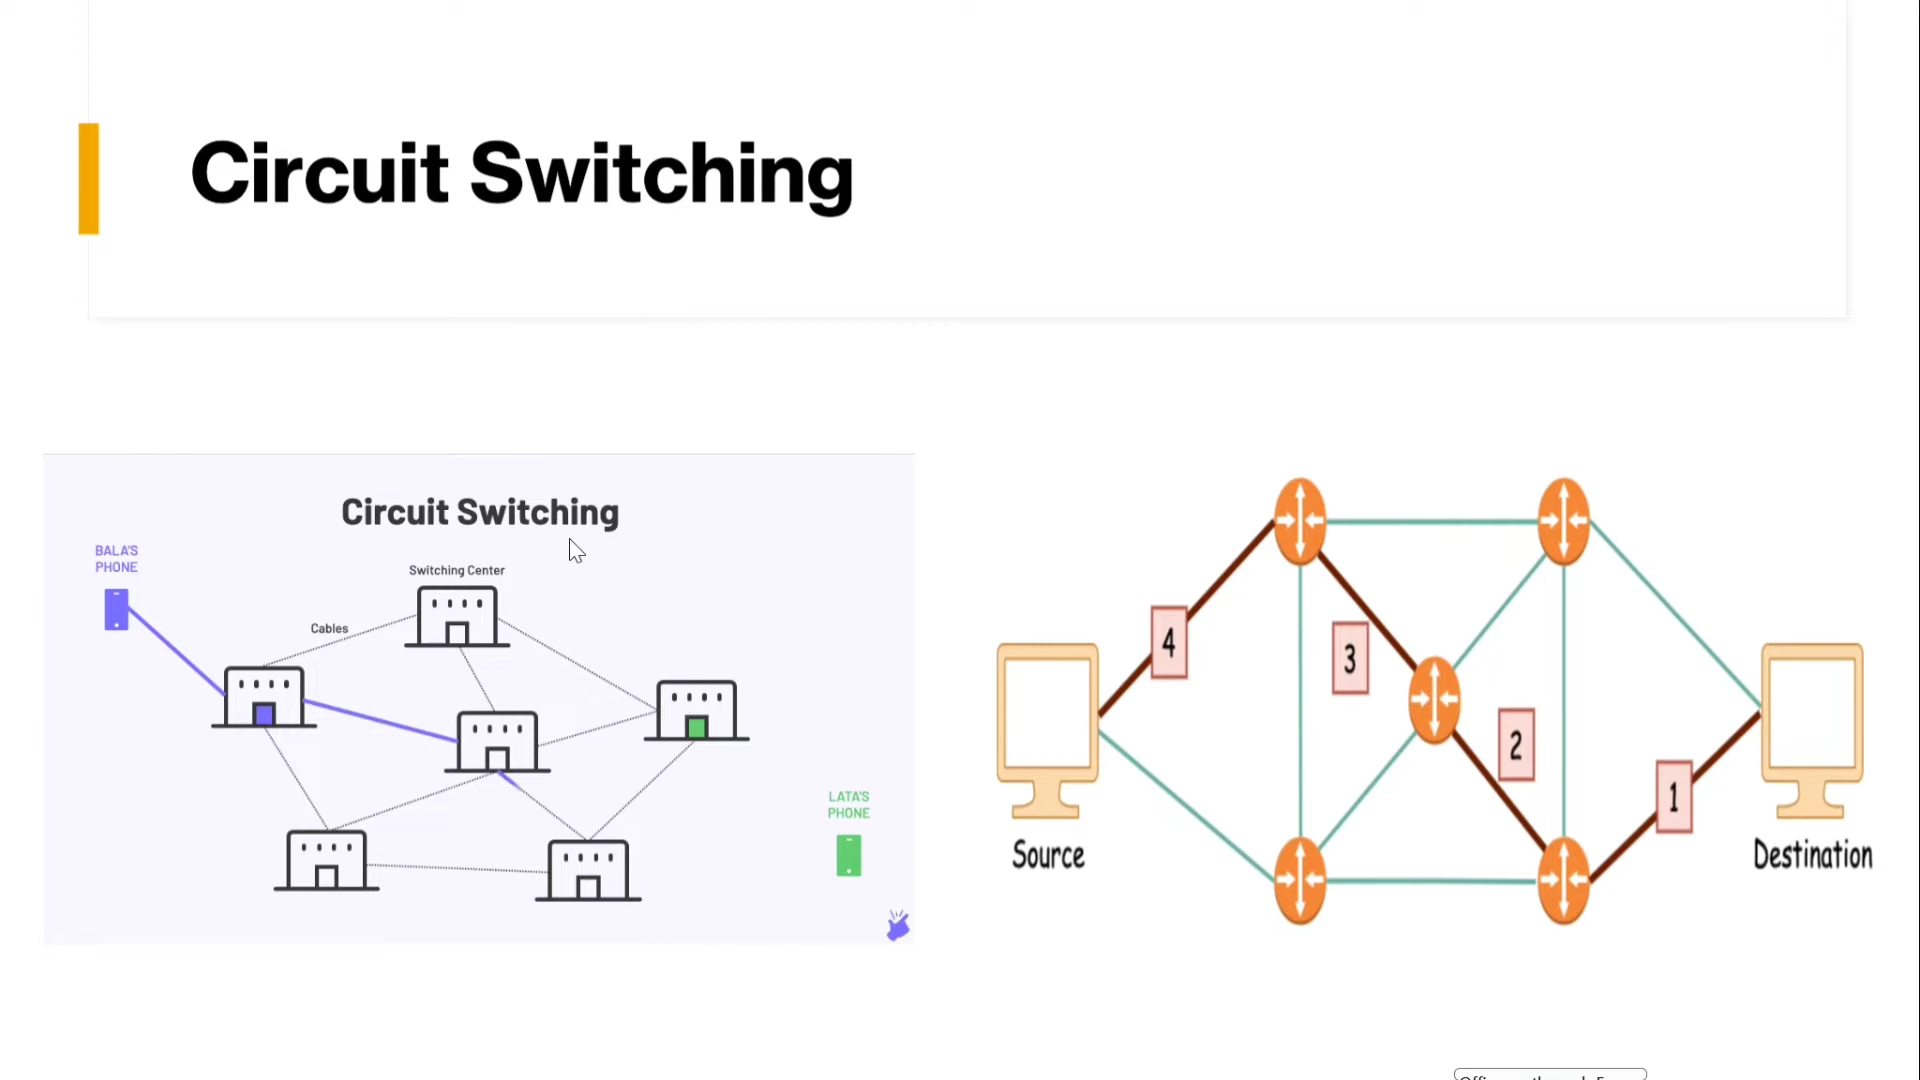 Circuit Switching
Circuit Switching
BALA'S
PHONE
Switching Center
Cables
LATA'S
PHONE
4
3
2
1
Source
Destination